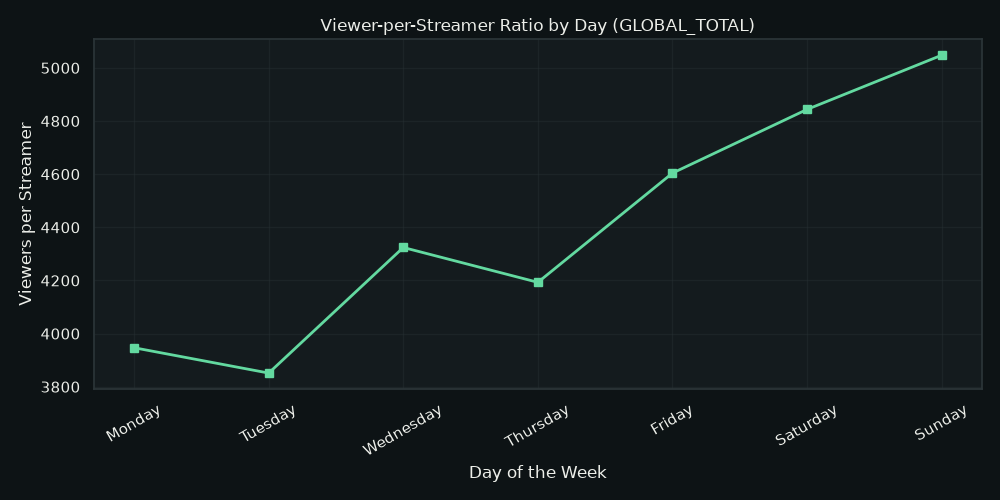 Viewer-per-Streamer Ratio by Day (GLOBAL_TOTAL)
Viewers per Streamer
5000
4800
4600
4400
4200
4000
3800
Monday
Tuesday
Wednesday
Thursday
Friday
Saturday
Sunday
Day of the Week